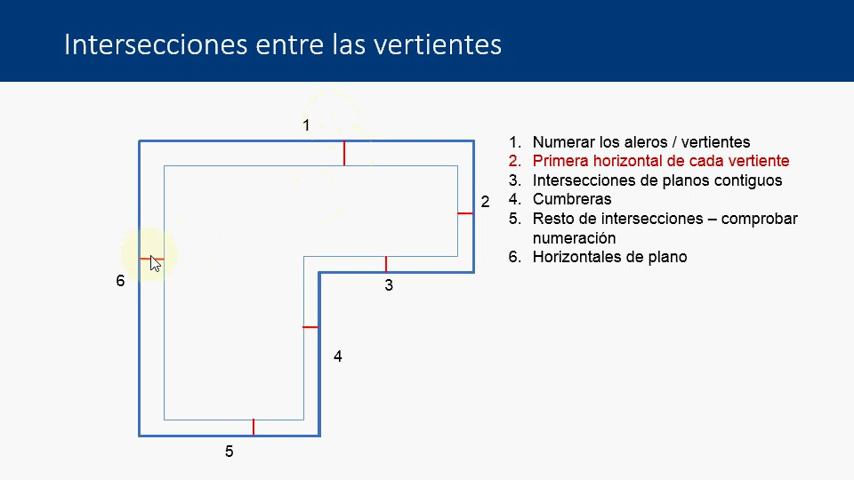 Intersecciones entre las vertientes
1
2
3
4
5
6
1. Numerar los aleros / vertientes
2. Primera horizontal de cada vertiente
3. Intersecciones de planos contiguos
4. Cumbreras
5. Resto de intersecciones – comprobar
numeración
6. Horizontales de plano